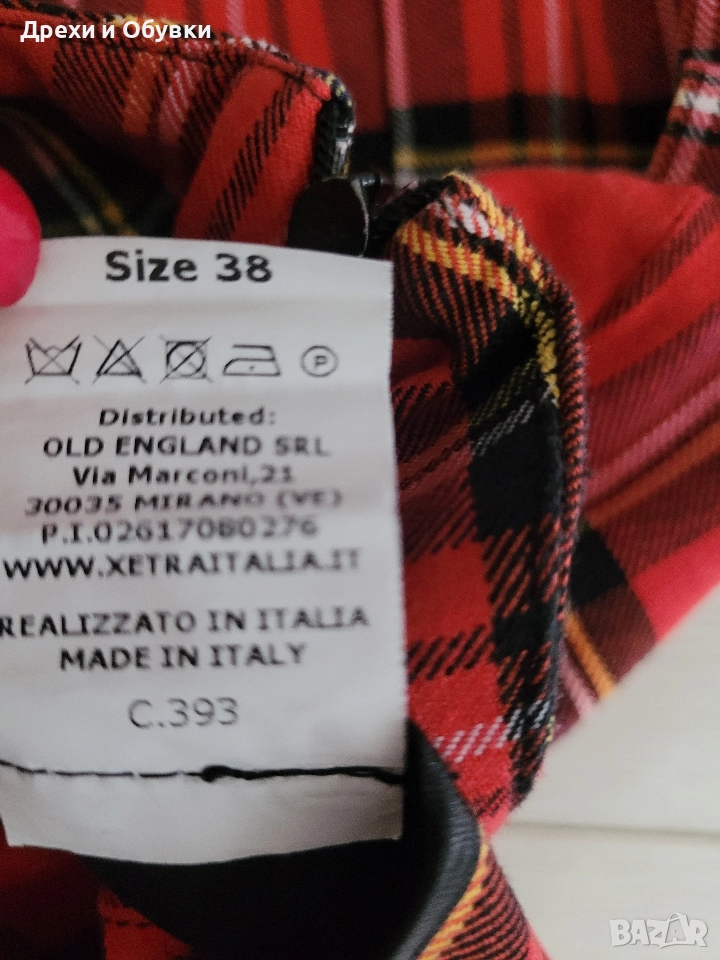 Дрехи и Обувки
Size 38
P
Distributed:
OLD ENGLAND SRL
Via Marconi,21
30035 MIRANO (VE)
P.I.02617080276
WWW.XETRAITALIA.IT
REALIZZATO IN ITALIA
MADE IN ITALY
C.393
BAZAR